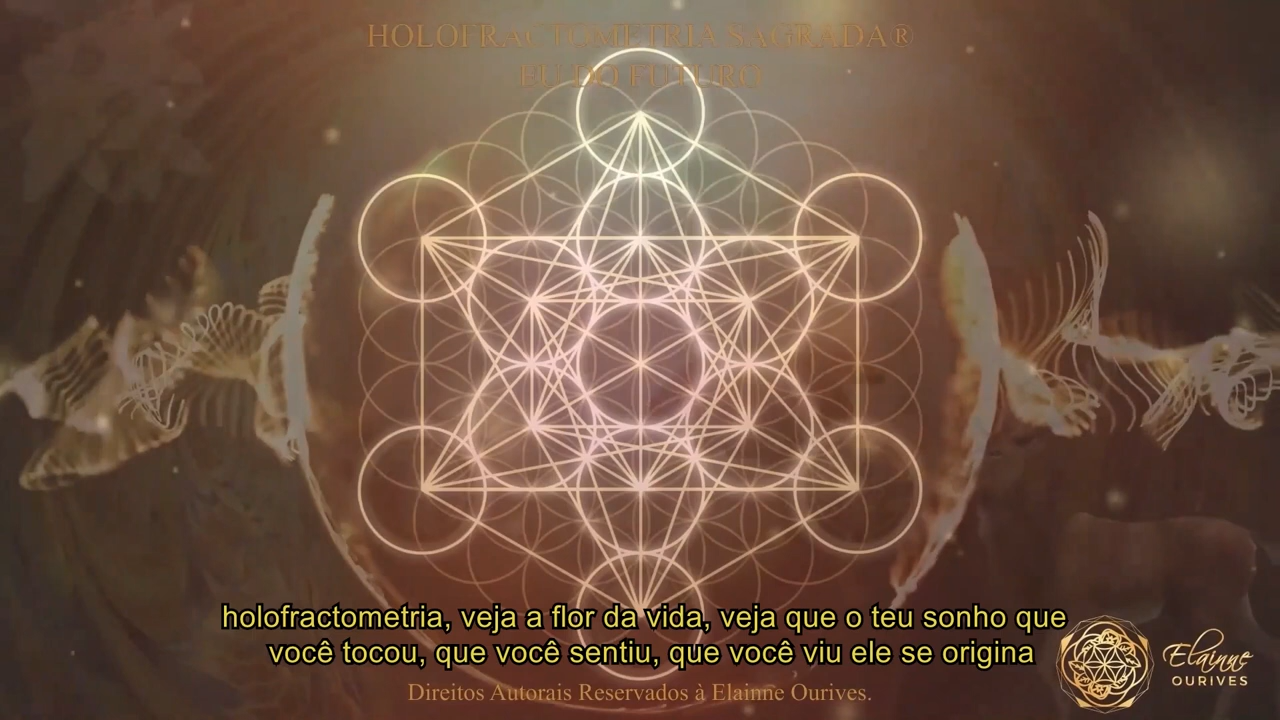 HOLOFRACTOMETRIA SAGRADA®
EU DO FUTURO
holofractometria, veja a flor da vida, veja que o teu sonho que
você tocou, que você sentiu, que você viu ele se origina
Direitos Autorais Reservados à Elainne Ourives.
Elainne
OURIVES